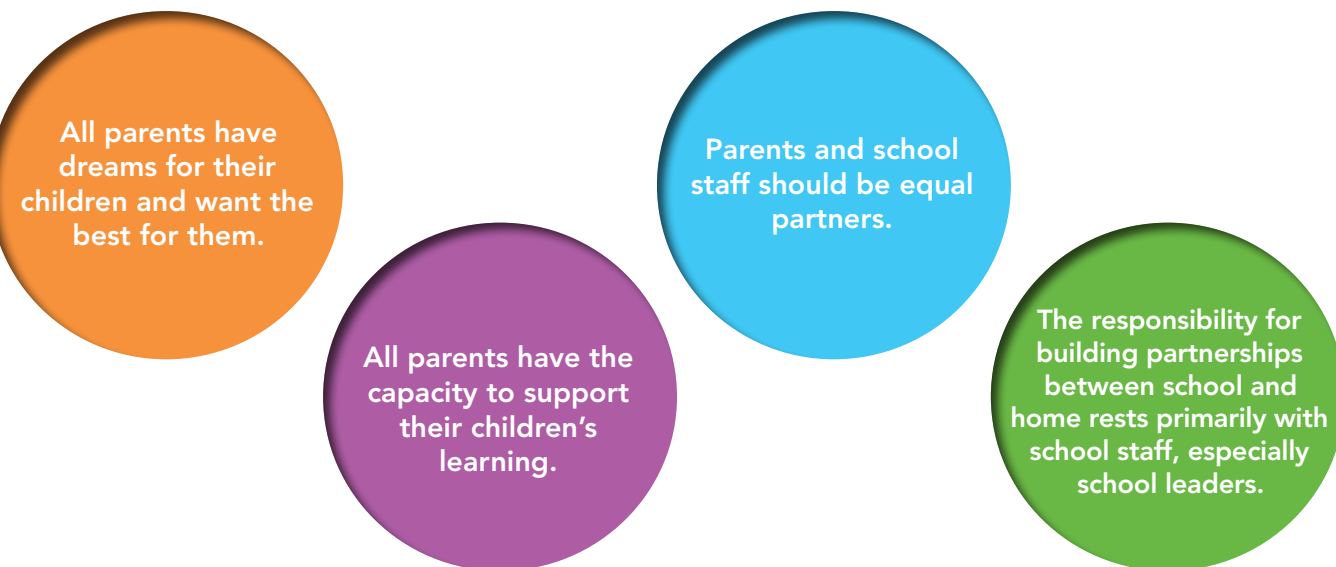 All parents have
dreams for their
children and want the
best for them.
All parents have the
capacity to support
their children’s
learning.
Parents and school
staff should be equal
partners.
The responsibility for
building partnerships
between school and
home rests primarily with
school staff, especially
school leaders.